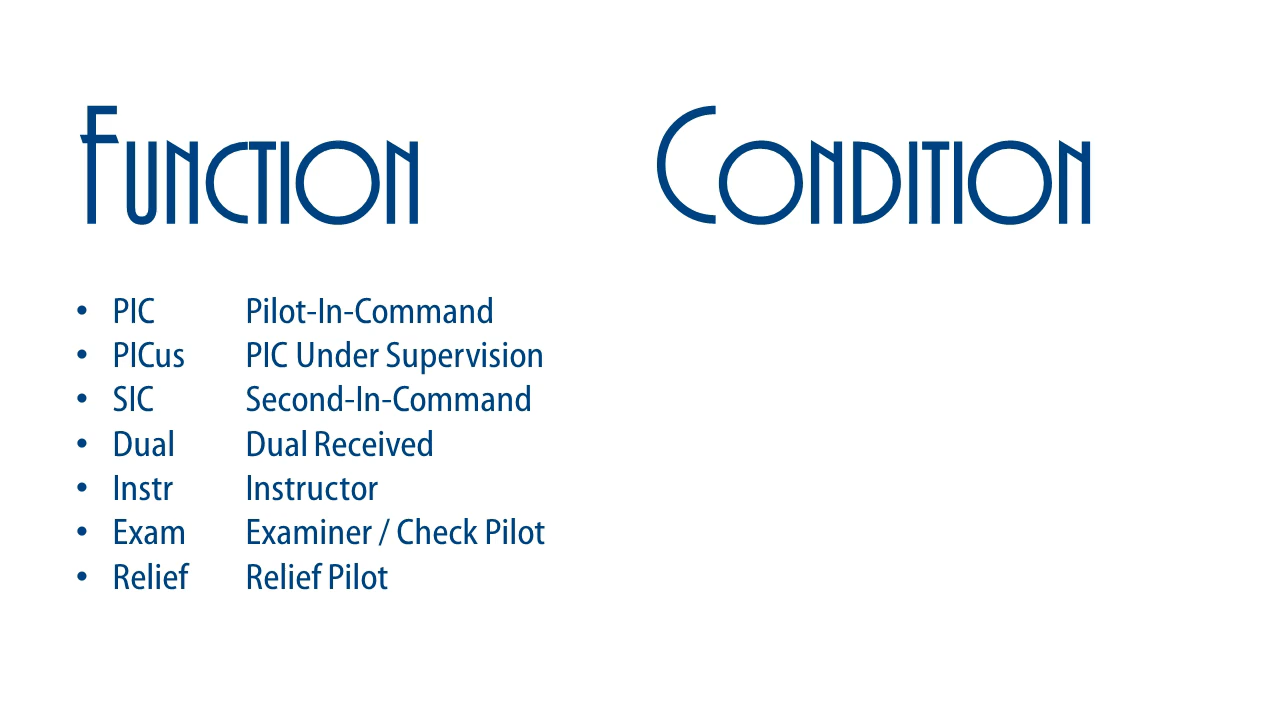 Function
Condition
• PIC Pilot-In-Command
• PICus PIC Under Supervision
• SIC Second-In-Command
• Dual Dual Received
• Instr Instructor
• Exam Examiner / Check Pilot
• Relief Relief Pilot